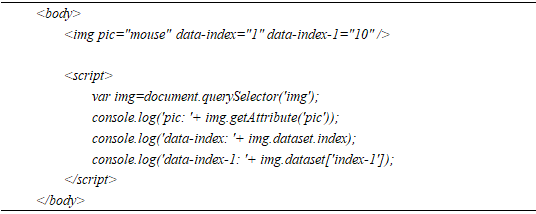 <body>
<img pic="mouse" data-index="1" data-index-1="10" />
<script>
var img=document.querySelector('img');
console.log('pic: '+ img.getAttribute('pic'));
console.log('data-index: '+ img.dataset.index);
console.log('data-index-1: '+ img.dataset['index-1']);
</script>
</body>